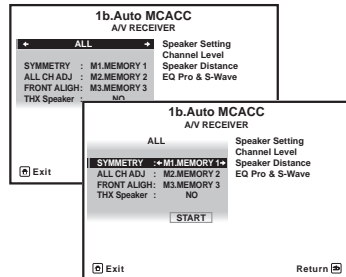 1b.Auto MCACC
A/V RECEIVER
ALL
Speaker Setting
Channel Level
SYMMETRY : M1.MEMORY 1
Speaker Distance
ALL CH ADJ : M2.MEMORY 2
EQ Pro & S-Wave
FRONT ALIGH: M3.MEMORY 3
THX Speaker : NO
Exit
1b.Auto MCACC
A/V RECEIVER
ALL
Speaker Setting
Channel Level
SYMMETRY : M1.MEMORY 1
Speaker Distance
ALL CH ADJ : M2.MEMORY 2
EQ Pro & S-Wave
FRONT ALIGH: M3.MEMORY 3
THX Speaker : NO
START
Exit
Return